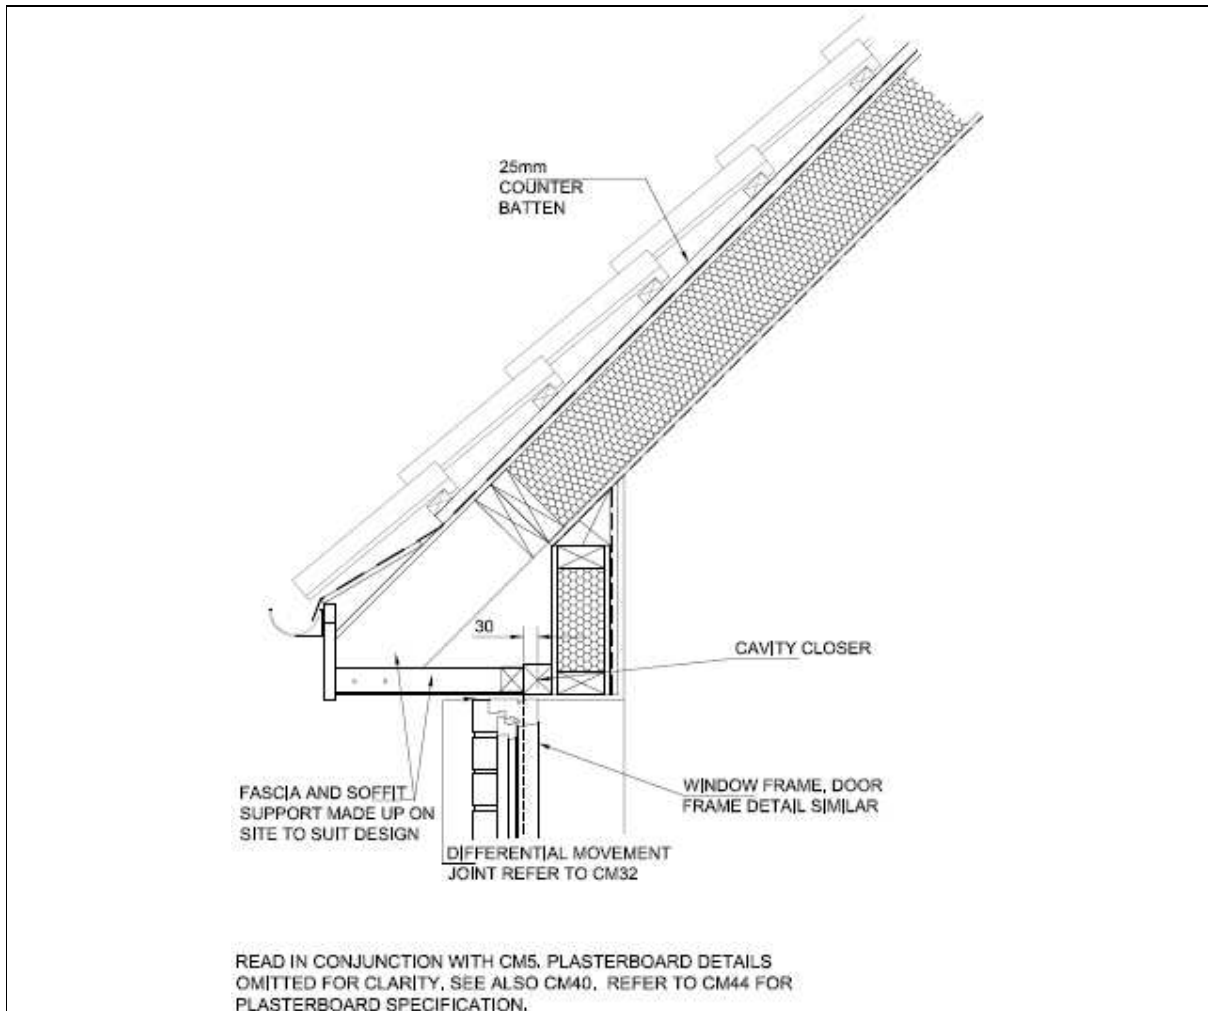 25mm
COUNTER
BATTEN
30
CAVITY CLOSER
WINDOW FRAME, DOOR
FRAME DETAIL SIMILAR
FASCIA AND SOFFIT
SUPPORT MADE UP ON
SITE TO SUIT DESIGN
DIFFERENTIAL MOVEMENT
JOINT REFER TO CM32
READ IN CONJUNCTION WITH CM5. PLASTERBOARD DETAILS
OMITTED FOR CLARITY, SEE ALSO CM40, REFER TO CM44 FOR
PLASTERBOARD SPECIFICATION.